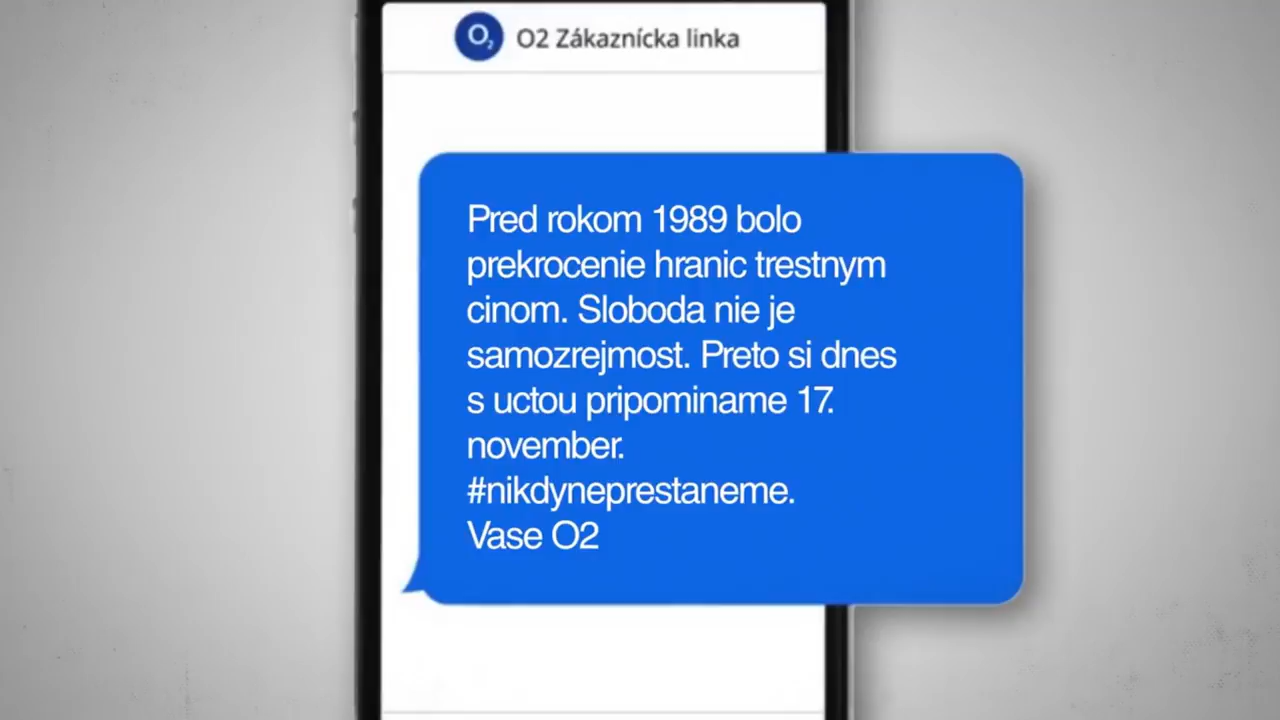 O2 O2 Zákaznícka linka
Pred rokom 1989 bolo
prekrocenie hranic trestnym
cinom. Sloboda nie je
samozrejmost. Preto si dnes
s uctou pripominame 17.
november.
#nikdyneprestaneme.
Vase O2